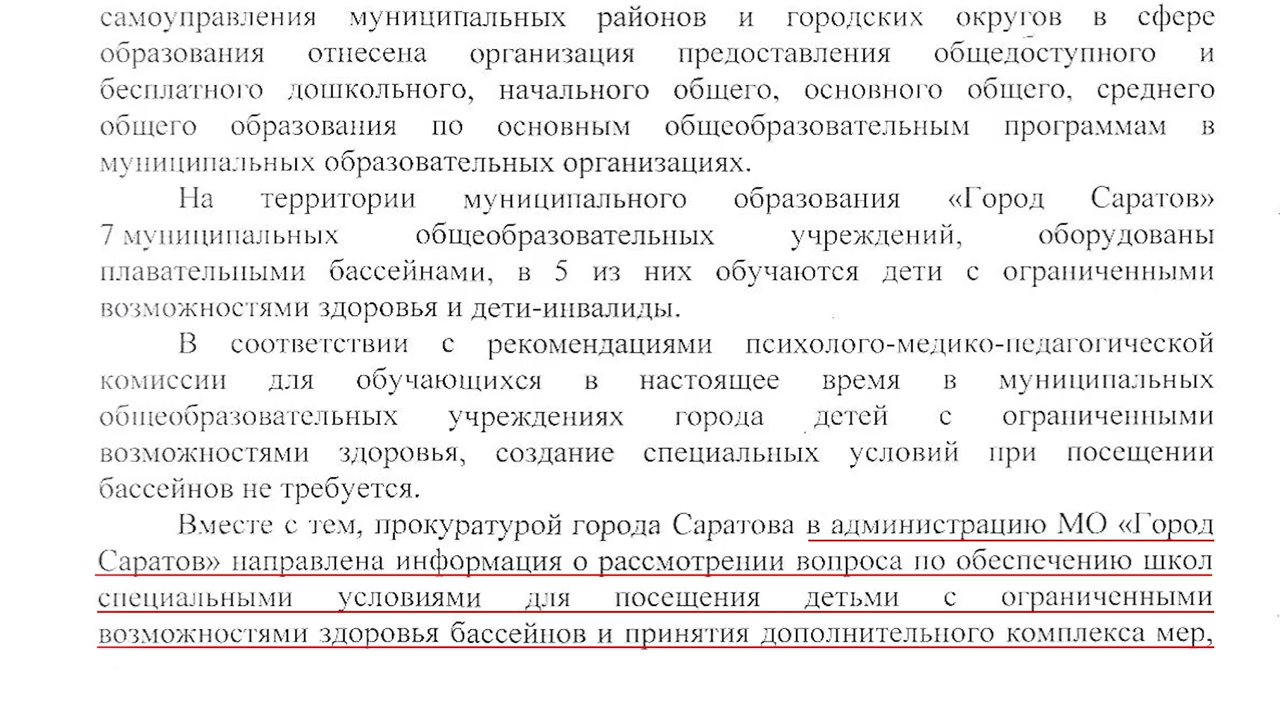 самоуправления муниципальных районов и городских округов в сфере
образования отнесена организация предоставления общедоступного и
бесплатного дошкольного, начального общего, основного общего, среднего
общего образования по основным общеобразовательным программам в
муниципальных образовательных организациях.
На территории муниципального образования «Город Саратов»
7 муниципальных общеобразовательных учреждений, оборудованы
плавательными бассейнами, в 5 из них обучаются дети с ограниченными
возможностями здоровья и дети-инвалиды.
В соответствии с рекомендациями психолого-медико-педагогической
комиссии для обучающихся в настоящее время в муниципальных
общеобразовательных учреждениях города детей с ограниченными
возможностями здоровья, создание специальных условий при посещении
бассейнов не требуется.
Вместе с тем, прокуратурой города Саратова в администрацию МО «Город
Саратов» направлена информация о рассмотрении вопроса по обеспечению школ
специальными условиями для посещения детьми с ограниченными
возможностями здоровья бассейнов и принятия дополнительного комплекса мер,